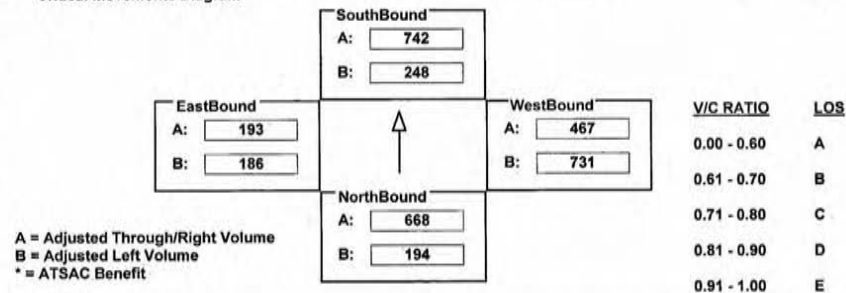 SouthBound
A: 742
B: 248
EastBound
A: 193
B: 186
WestBound
A: 467
B: 731
NorthBound
A: 668
B: 194
A = Adjusted Through/Right Volume
B = Adjusted Left Volume
* = ATSAC Benefit
V/C RATIO LOS
0.00 - 0.60 A
0.61 - 0.70 B
0.71 - 0.80 C
0.81 - 0.90 D
0.91 - 1.00 E